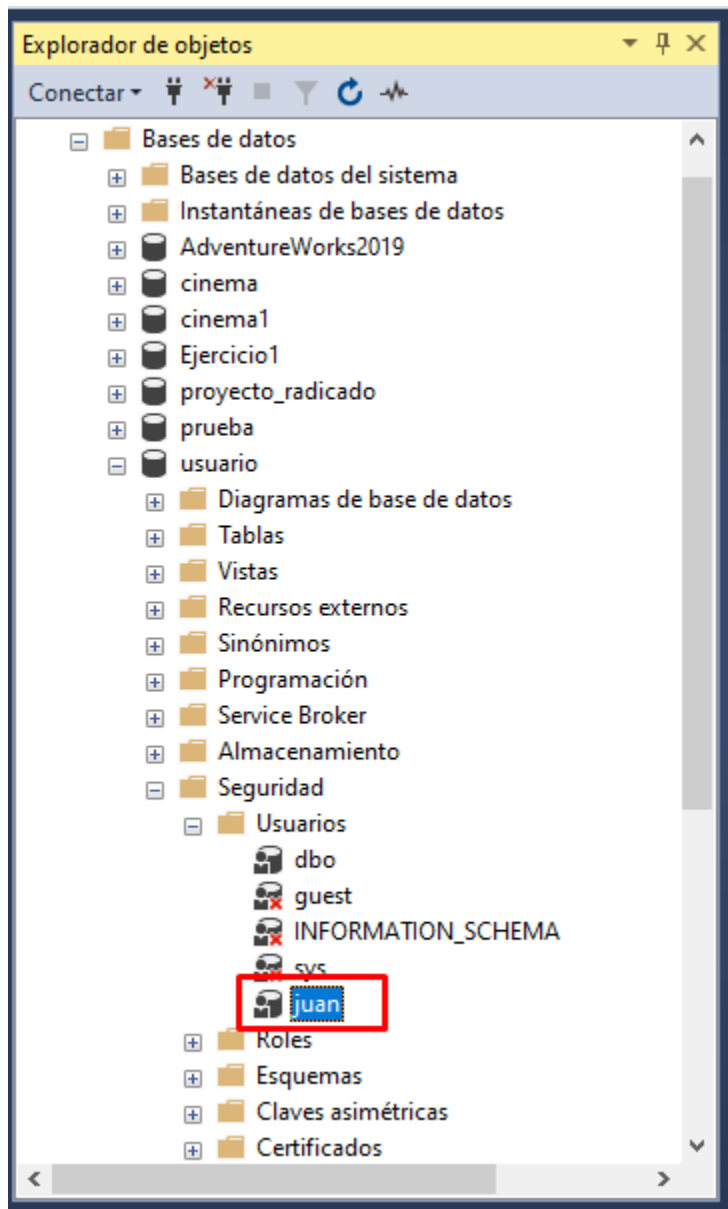 Explorador de objetos
Conectar
Bases de datos
Bases de datos del sistema
Instantáneas de bases de datos
AdventureWorks2019
cinema
cinema1
Ejercicio1
proyecto_radicado
prueba
usuario
Diagramas de base de datos
Tablas
Vistas
Recursos externos
Sinónimos
Programación
Service Broker
Almacenamiento
Seguridad
Usuarios
dbo
guest
INFORMATION_SCHEMA
sys
juan
Roles
Esquemas
Claves asimétricas
Certificados